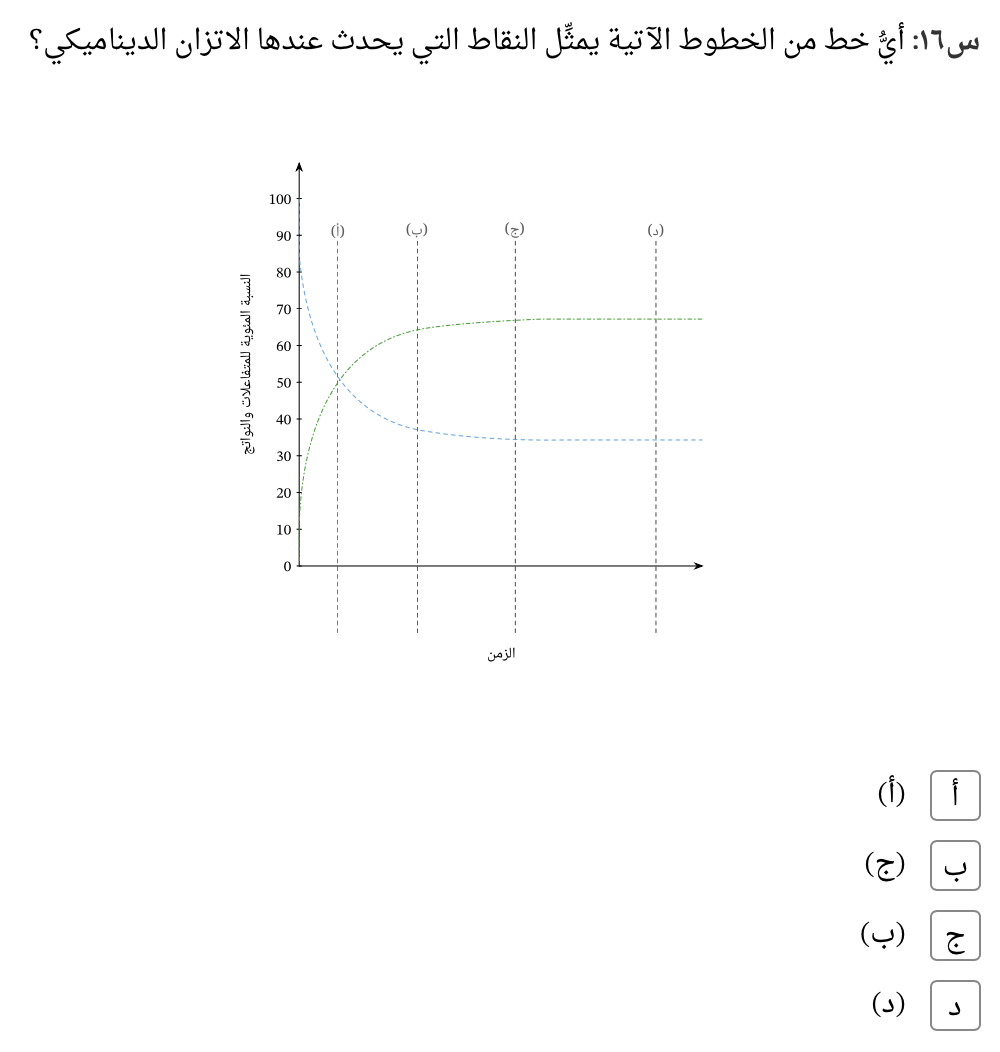 س١٦: أيُّ خط من الخطوط الآتية يمثِّل النقاط التي يحدث عندها الاتزان الديناميكي؟
100
90
80
70
60
50
40
30
20
10
0
(أ)
(ب)
(ج)
(د)
النسبة المئوية للمتفاعلات والنواتج
الزمن
أ (أ)
ب (ج)
ج (ب)
د (د)